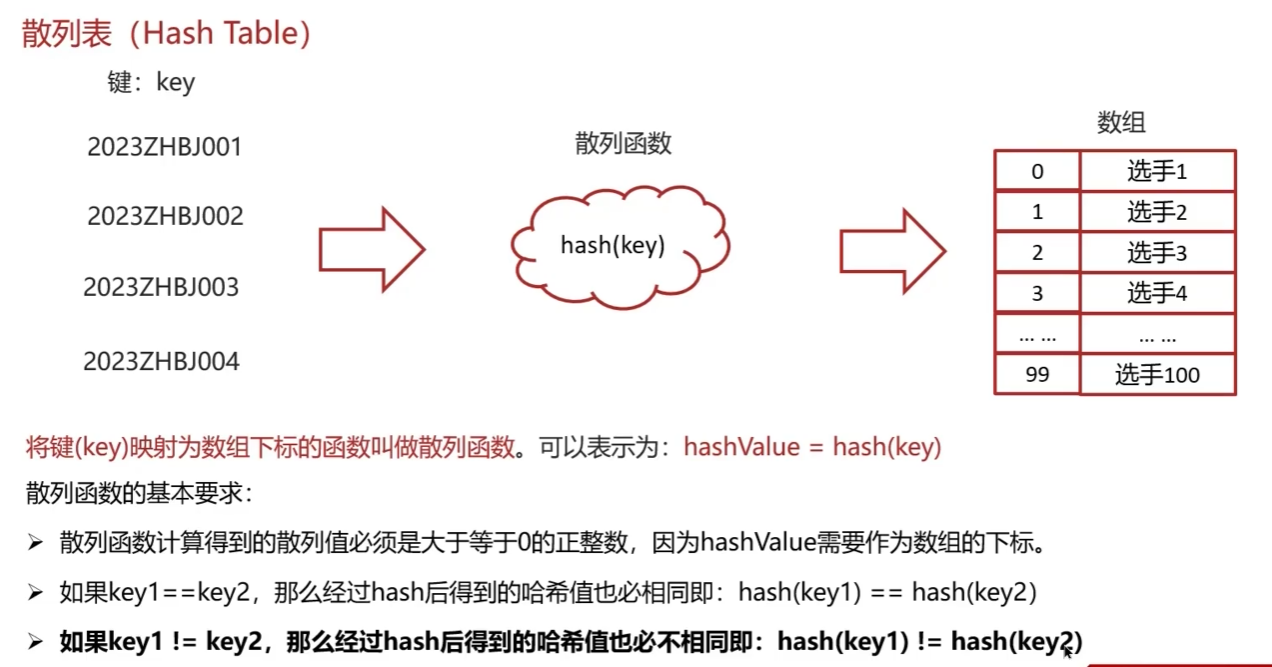 散列表（Hash Table）
键：key
数组
2023ZHBJ001
散列函数
0 选手1
2023ZHBJ002
1 选手2
hash(key)
2 选手3
2023ZHBJ003
3 选手4
... ... ... ...
2023ZHBJ004
99 选手100
将键(key)映射为数组下标的函数叫做散列函数。可以表示为：hashValue = hash(key)
散列函数的基本要求：
➢ 散列函数计算得到的散列值必须是大于等于0的正整数，因为hashValue需要作为数组的下标。
➢ 如果key1==key2，那么经过hash后得到的哈希值也必相同即：hash(key1) == hash(key2）
➢ 如果key1 != key2，那么经过hash后得到的哈希值也必不相同即：hash(key1) != hash(key2)